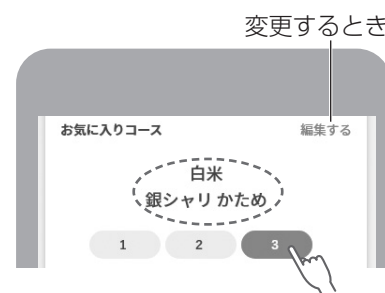 変更するとき
お気に入りコース 編集する
白米
銀シャリ かため
1 2 3